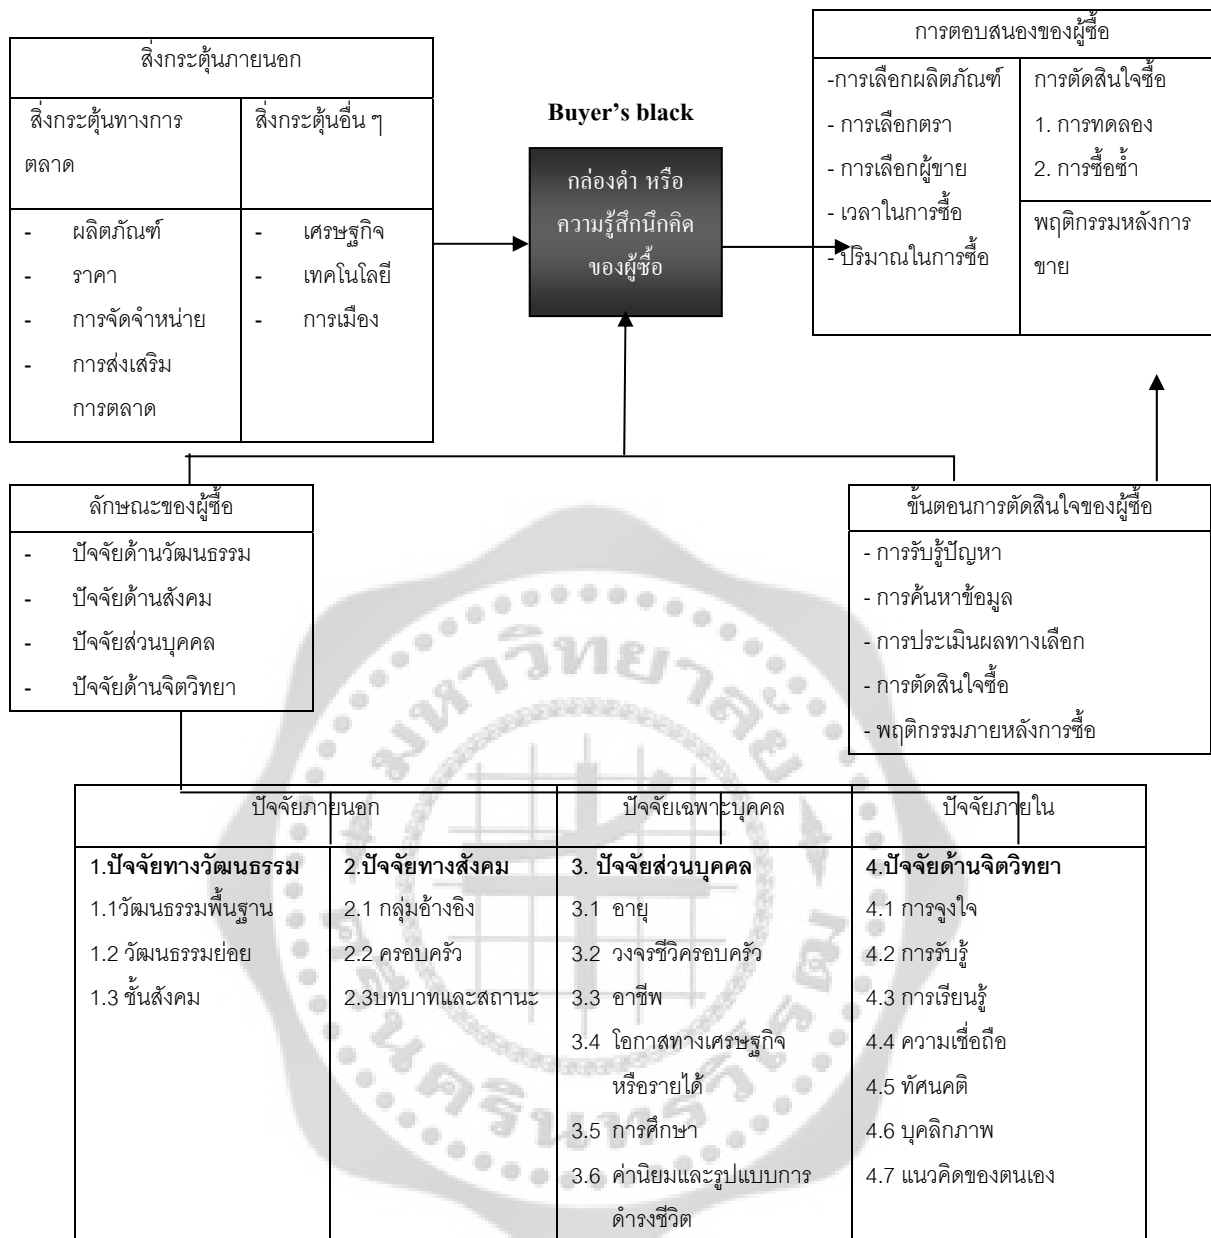 สิ่งกระตุ้นภายนอก
สิ่งกระตุ้นทางการ
ตลาด
สิ่งกระตุ้นอื่น ๆ
- ผลิตภัณฑ์
- ราคา
- การจัดจำหน่าย
- การส่งเสริม
การตลาด
- เศรษฐกิจ
- เทคโนโลยี
- การเมือง
Buyer's black
กล่องดำ หรือ
ความรู้สึกนึกคิด
ของผู้ซื้อ
การตอบสนองของผู้ซื้อ
-การเลือกผลิตภัณฑ์
- การเลือกตรา
- การเลือกผู้ขาย
- เวลาในการซื้อ
- ปริมาณในการซื้อ
การตัดสินใจซื้อ
1. การทดลอง
2. การซื้อซ้ำ
พฤติกรรมหลังการ
ขาย
ลักษณะของผู้ซื้อ
- ปัจจัยด้านวัฒนธรรม
- ปัจจัยด้านสังคม
- ปัจจัยส่วนบุคคล
- ปัจจัยด้านจิตวิทยา
ขั้นตอนการตัดสินใจของผู้ซื้อ
- การรับรู้ปัญหา
- การค้นหาข้อมูล
- การประเมินผลทางเลือก
- การตัดสินใจซื้อ
- พฤติกรรมภายหลังการซื้อ
ปัจจัยภายนอก
ปัจจัยเฉพาะบุคคล
ปัจจัยภายใน
1.ปัจจัยทางวัฒนธรรม
1.1วัฒนธรรมพื้นฐาน
1.2 วัฒนธรรมย่อย
1.3 ชั้นสังคม
2.ปัจจัยทางสังคม
2.1 กลุ่มอ้างอิง
2.2 ครอบครัว
2.3บทบาทและสถานะ
3. ปัจจัยส่วนบุคคล
3.1 อายุ
3.2 วงจรชีวิครอบครัว
3.3 อาชีพ
3.4 โอกาสทางเศรษฐกิจ
หรือรายได้
3.5 การศึกษา
3.6 ค่านิยมและรูปแบบการ
ดำรงชีวิต
4.ปัจจัยด้านจิตวิทยา
4.1 การจูงใจ
4.2 การรับรู้
4.3 การเรียนรู้
4.4 ความเชื่อถือ
4.5 ทัศนคติ
4.6 บุคลิกภาพ
4.7 แนวคิดของตนเอง
มหาวิทยาลัย
ศรีนครินทรวิโรฒ